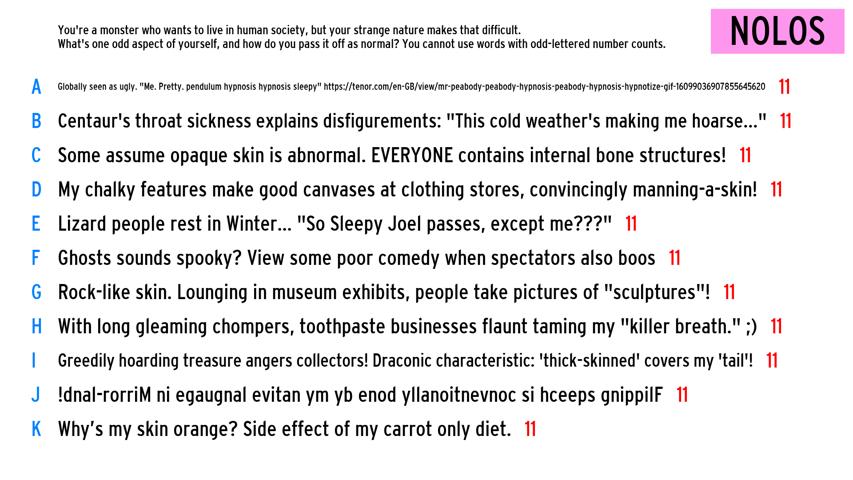 You're a monster who wants to live in human society, but your strange nature makes that difficult.
What's one odd aspect of yourself, and how do you pass it off as normal? You cannot use words with odd-lettered number counts.
NOLOS
A Globally seen as ugly. "Me. Pretty. pendulum hypnosis hypnosis sleepy" https://tenor.com/en-GB/view/mr-peabody-peabody-hypnosis-peabody-hypnosis-hypnotize-gif-16099036907855645620 11
B Centaur's throat sickness explains disfigurements: "This cold weather's making me hoarse..." 11
C Some assume opaque skin is abnormal. EVERYONE contains internal bone structures! 11
D My chalky features make good canvases at clothing stores, convincingly manning-a-skin! 11
E Lizard people rest in Winter... "So Sleepy Joel passes, except me???" 11
F Ghosts sounds spooky? View some poor comedy when spectators also boos 11
G Rock-like skin. Lounging in museum exhibits, people take pictures of "sculptures"! 11
H With long gleaming chompers, toothpaste businesses flaunt taming my "killer breath." ;) 11
I Greedily hoarding treasure angers collectors! Draconic characteristic: 'thick-skinned' covers my 'tail'! 11
J !dnal-rorriM ni egaugnal evitan ym yb enod yllanoitnevnoc si hceeps gnippilF 11
K Why's my skin orange? Side effect of my carrot only diet. 11